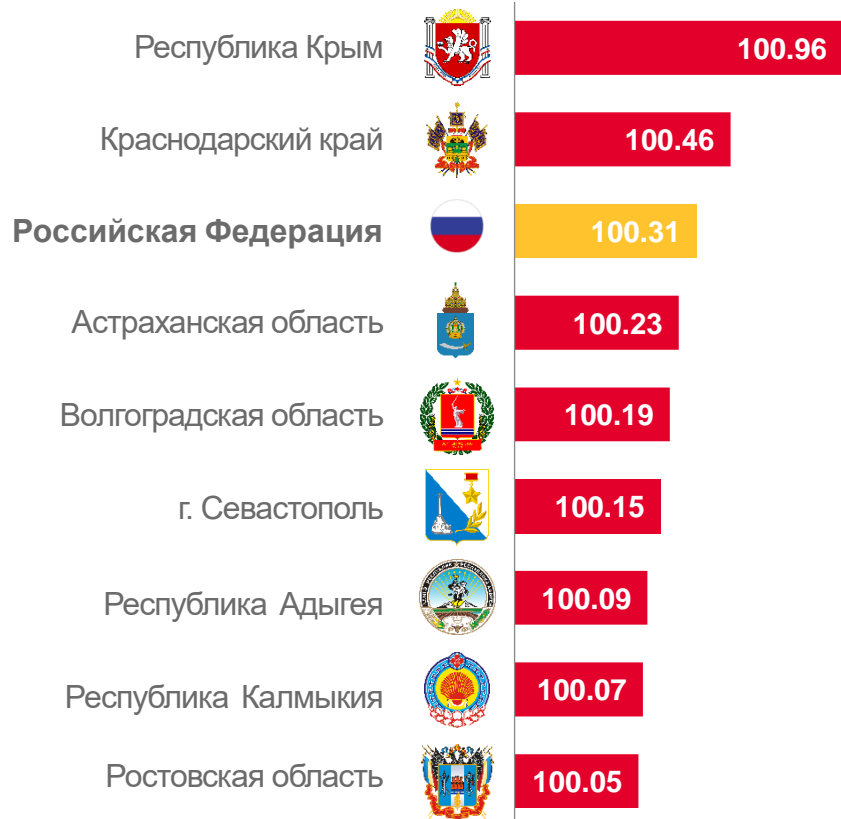 Республика Крым 100.96
Краснодарский край 100.46
Российская Федерация 100.31
Астраханская область 100.23
Волгоградская область 100.19
г. Севастополь 100.15
Республика Адыгея 100.09
Республика Калмыкия 100.07
Ростовская область 100.05